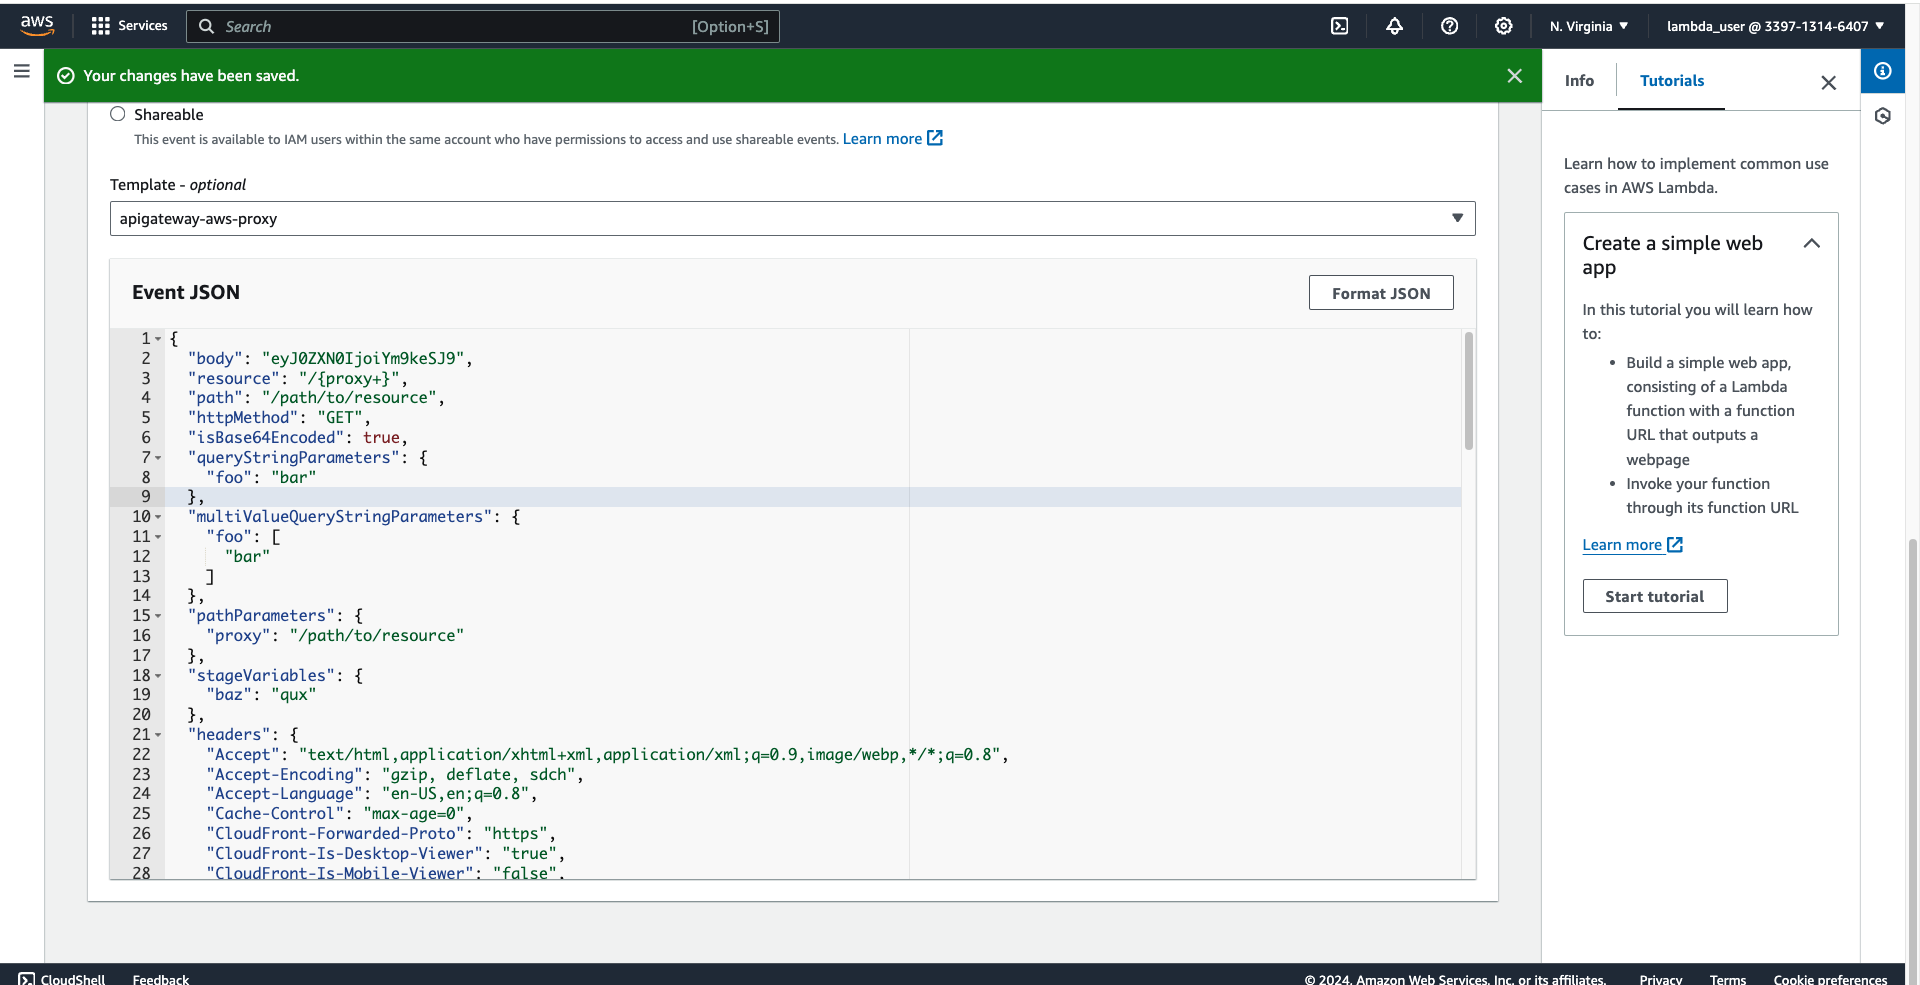 aws
Services
Search
[Option+S]
N. Virginia ▼
lambda_user @ 3397-1314-6407 ▼
Your changes have been saved.
Info
Tutorials
Shareable
This event is available to IAM users within the same account who have permissions to access and use shareable events. Learn more
Template - optional
apigateway-aws-proxy
Event JSON
Format JSON
1 {
2 "body": "eyJ0ZXN0IjoiYm9keSJ9",
3 "resource": "/{proxy+}",
4 "path": "/path/to/resource",
5 "httpMethod": "GET",
6 "isBase64Encoded": true,
7 "queryStringParameters": {
8 "foo": "bar"
9 },
10 "multiValueQueryStringParameters": {
11 "foo": [
12 "bar"
13 ]
14 },
15 "pathParameters": {
16 "proxy": "/path/to/resource"
17 },
18 "stageVariables": {
19 "baz": "qux"
20 },
21 "headers": {
22 "Accept": "text/html,application/xhtml+xml,application/xml;q=0.9,image/webp,*/*;q=0.8",
23 "Accept-Encoding": "gzip, deflate, sdch",
24 "Accept-Language": "en-US,en;q=0.8",
25 "Cache-Control": "max-age=0",
26 "CloudFront-Forwarded-Proto": "https",
27 "CloudFront-Is-Desktop-Viewer": "true",
28 "CloudFront-Is-Mobile-Viewer": "false",
Learn how to implement common use
cases in AWS Lambda.
Create a simple web
app
In this tutorial you will learn how
to:
• Build a simple web app,
consisting of a Lambda
function with a function
URL that outputs a
webpage
• Invoke your function
through its function URL
Learn more
Start tutorial
CloudShell
Feedback
© 2024, Amazon Web Services, Inc. or its affiliates.
Privacy
Terms
Cookie preferences